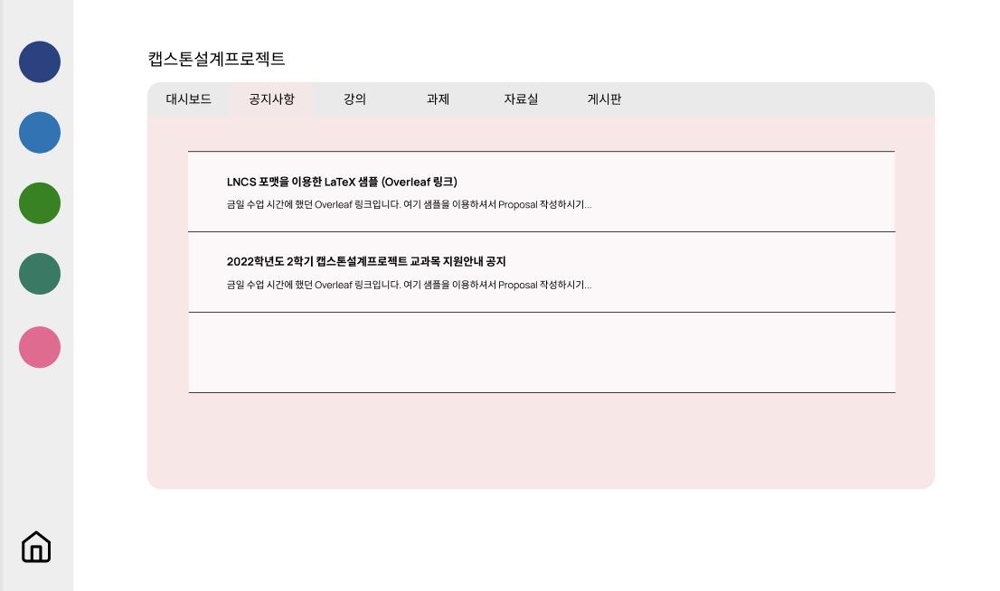 캡스톤설계프로젝트
대시보드 공지사항 강의 과제 자료실 게시판
LNCS 포맷을 이용한 LaTeX 샘플 (Overleaf 링크)
금일 수업 시간에 했던 Overleaf 링크입니다. 여기 샘플을 이용하셔서 Proposal 작성하시기...
2022학년도 2학기 캡스톤설계프로젝트 교과목 지원안내 공지
금일 수업 시간에 했던 Overleaf 링크입니다. 여기 샘플을 이용하셔서 Proposal 작성하시기...